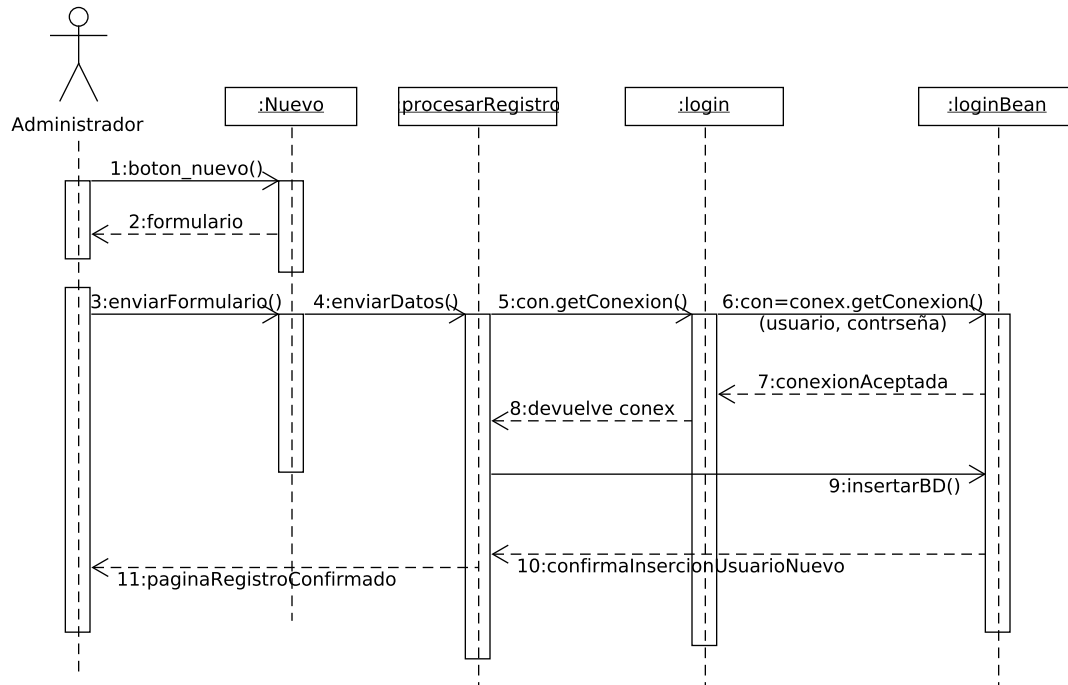 Administrador
:Nuevo
:procesarRegistro
:login
:loginBean
1:boton_nuevo()
2:formulario
3:enviarFormulario()
4:enviarDatos()
5:con.getConexion()
6:con=conex.getConexion()
(usuario, contrseña)
7:conexionAceptada
8:devuelve conex
9:insertarBD()
10:confirmaInsercionUsuarioNuevo
11:paginaRegistroConfirmado